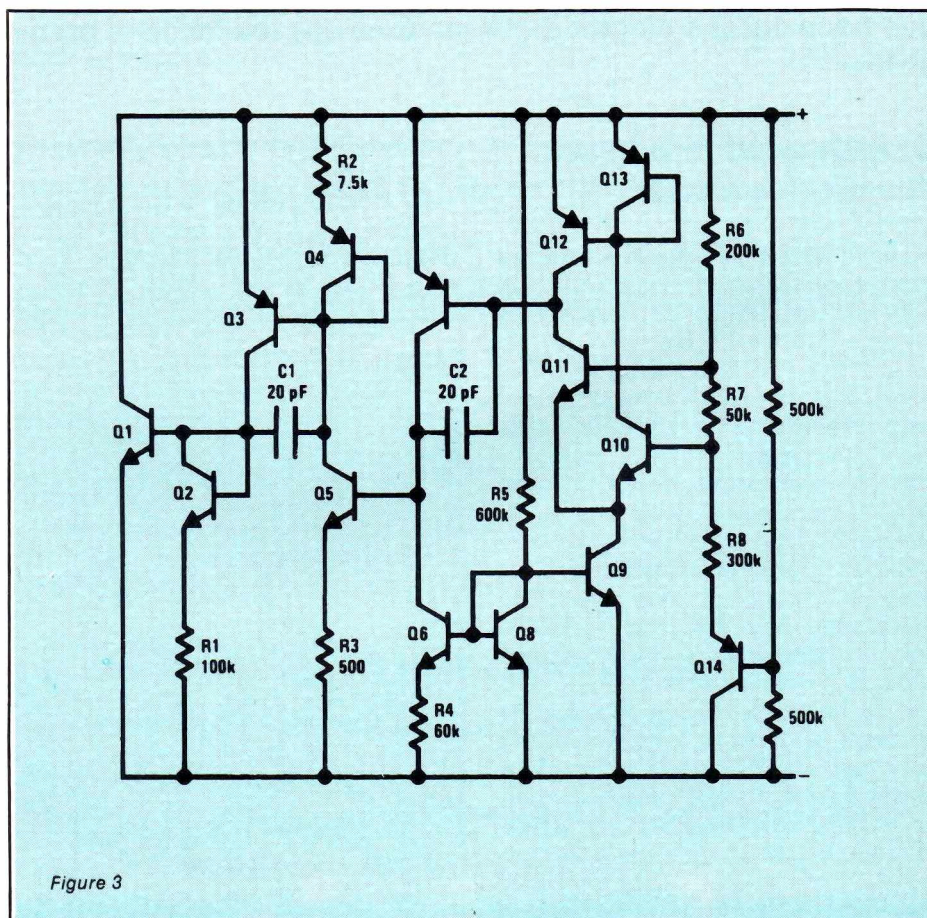 +
R2
7.5k
Q13
Q4
Q12
R6
200k
Q3
C1
20 pF
C2
20 pF
Q11
R7
50k
500k
Q1
Q10
Q2
Q5
R5
600k
R8
300k
Q9
Q6
Q8
R1
100k
R3
500
Q14
R4
60k
500k
–
Figure 3